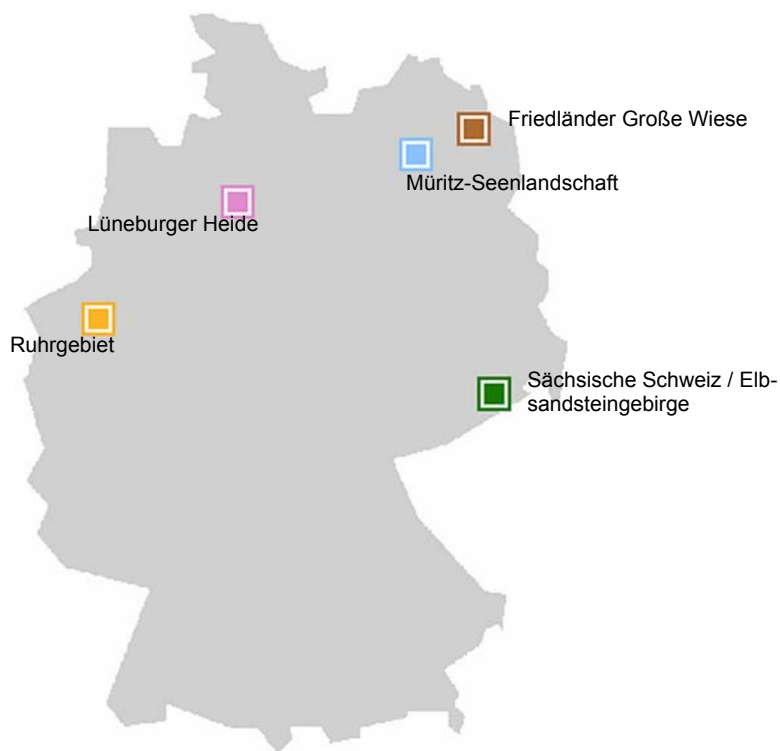 Friedländer Große Wiese
Müritz-Seenlandschaft
Lüneburger Heide
Ruhrgebiet
Sächsische Schweiz / Elb-
sandsteingebirge